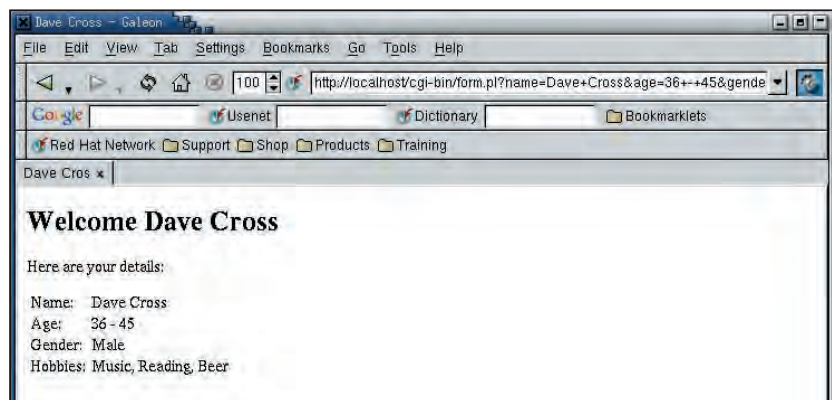 Dave Cross - Galeon
File Edit View Tab Settings Bookmarks Go Tools Help
100 http://localhost/cgi-bin/form.pl?name=Dave+Cross&age=36+-+45&gende
Google Usenet Dictionary Bookmarklets
Red Hat Network Support Shop Products Training
Dave Cros x
Welcome Dave Cross
Here are your details:
Name: Dave Cross
Age: 36 - 45
Gender: Male
Hobbies: Music, Reading, Beer